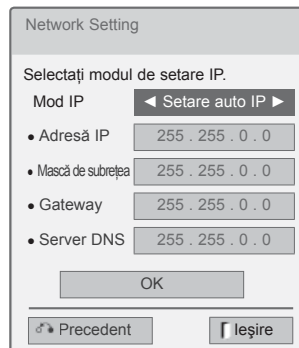 Network Setting
Selectați modul de setare IP.
Mod IP ◄ Setare auto IP ►
• Adresă IP 255 . 255 . 0 . 0
• Mască de subrețea 255 . 255 . 0 . 0
• Gateway 255 . 255 . 0 . 0
• Server DNS 255 . 255 . 0 . 0
OK
Precedent Ieşire